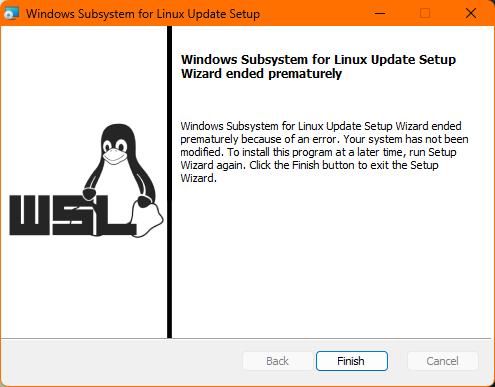 Windows Subsystem for Linux Update Setup
Windows Subsystem for Linux Update Setup
Wizard ended prematurely
Windows Subsystem for Linux Update Setup Wizard ended
prematurely because of an error. Your system has not been
modified. To install this program at a later time, run Setup
Wizard again. Click the Finish button to exit the Setup
Wizard.
WSL
Back
Finish
Cancel